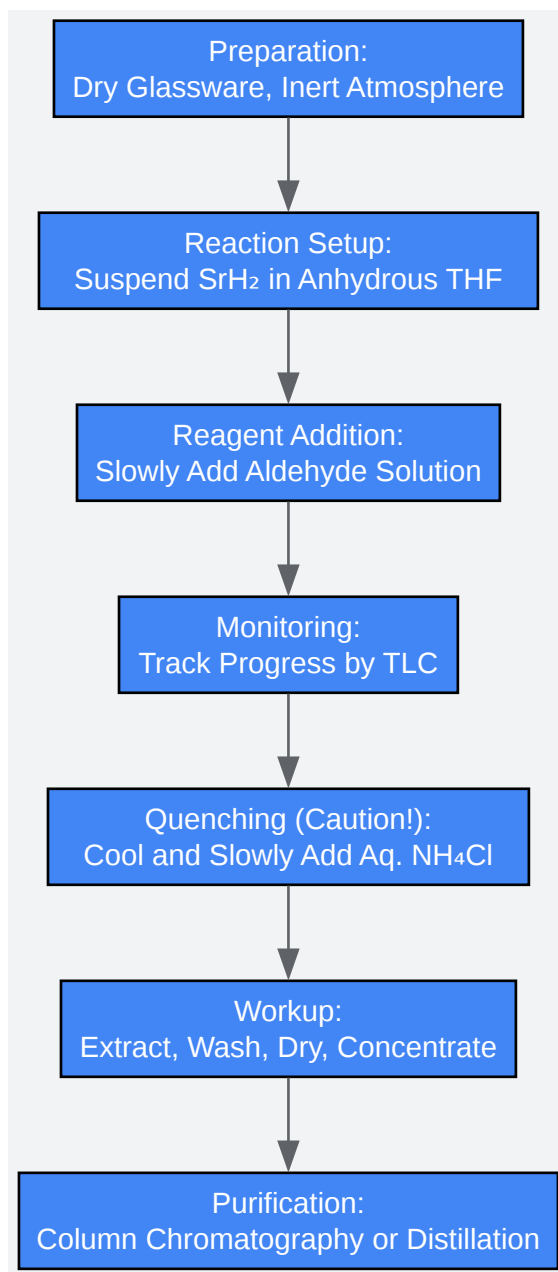 Preparation:
Dry Glassware, Inert Atmosphere
Reaction Setup:
Suspend SrH₂ in Anhydrous THF
Reagent Addition:
Slowly Add Aldehyde Solution
Monitoring:
Track Progress by TLC
Quenching (Caution!):
Cool and Slowly Add Aq. NH₄Cl
Workup:
Extract, Wash, Dry, Concentrate
Purification:
Column Chromatography or Distillation